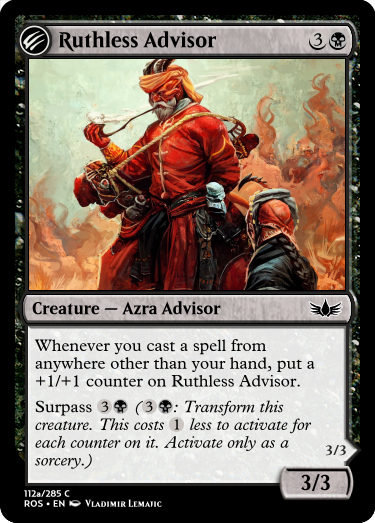 Ruthless Advisor 3
Creature — Azra Advisor
Whenever you cast a spell from
anywhere other than your hand, put a
+1/+1 counter on Ruthless Advisor.
Surpass 3 (3: Transform this
creature. This costs 1 less to activate for
each counter on it. Activate only as a
sorcery.)
3/3
3/3
112a/285 C
ROS • EN Vladimir Lemajic